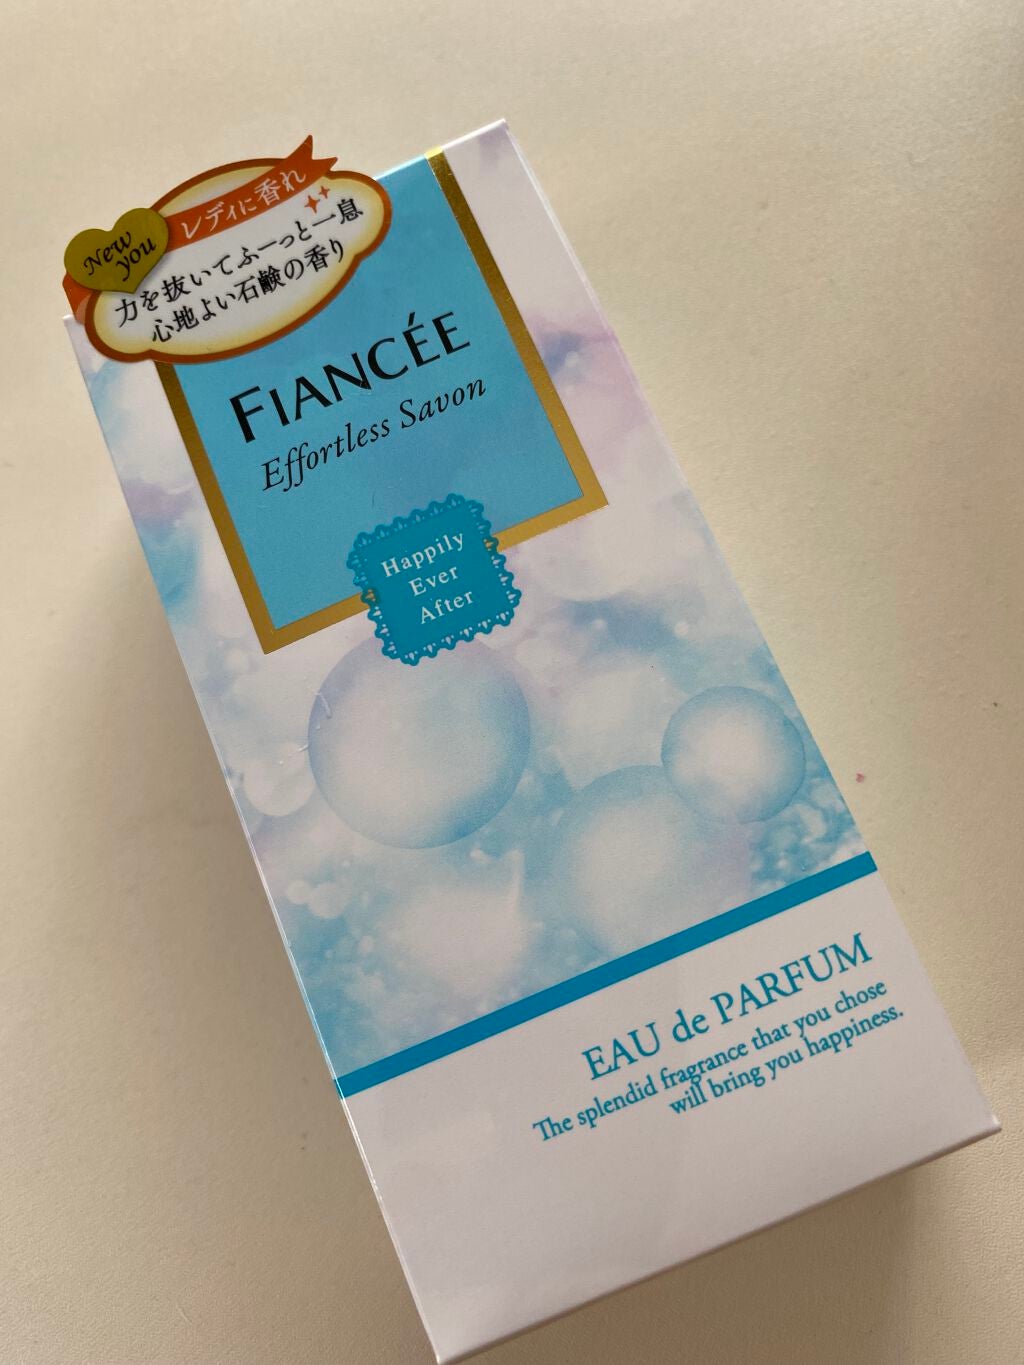 New
you
レディに香れ
力を抜いてふーっと一息
心地よい石鹸の香り
FIANCÉE
Effortless Savon
Happily
Ever
After
EAU de PARFUM
The splendid fragrance that you chose
will bring you happiness.